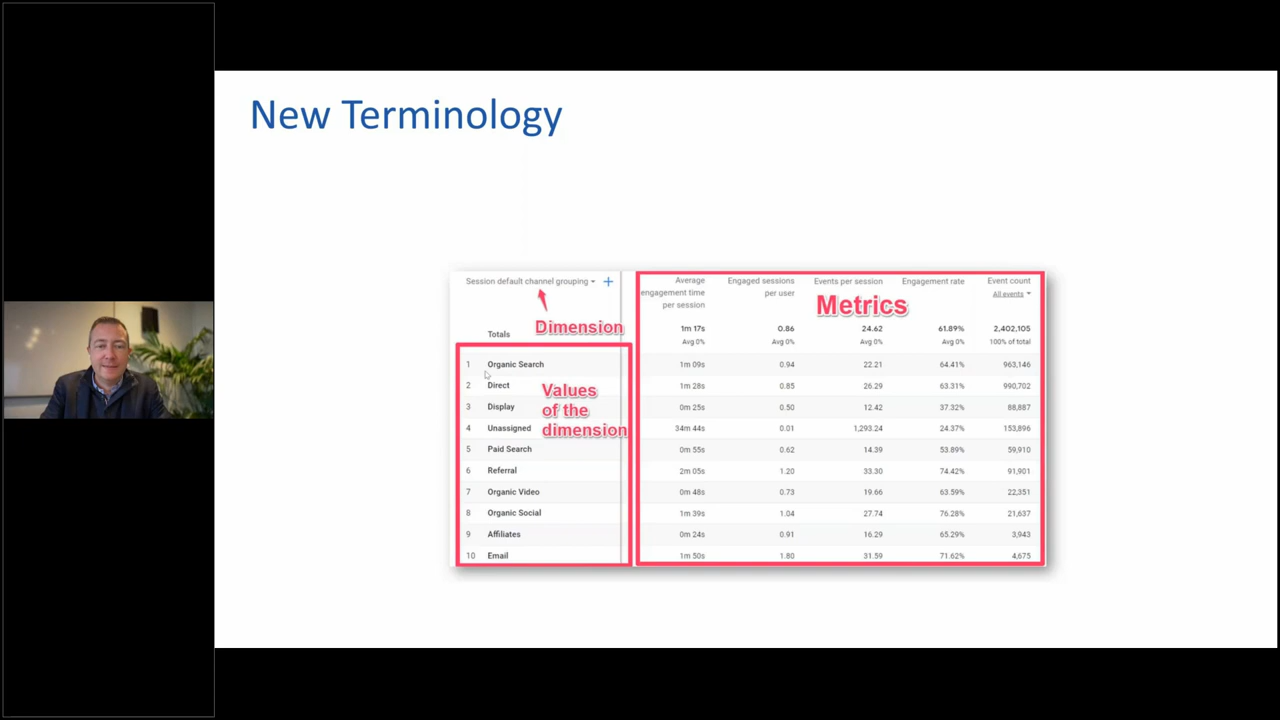 New Terminology
Session default channel grouping
+
Average engagement time per session
Engaged sessions per user
Events per session
Engagement rate
Event count
All events
Metrics
Dimension
Totals
1m 17s 0.86 24.62 61.89% 2,402,105
Avg 0% Avg 0% Avg 0% Avg 0% 100% of total
Values of the dimension
1 Organic Search 1m 09s 0.94 22.21 64.41% 963,146
2 Direct 1m 28s 0.85 26.29 63.31% 990,702
3 Display 0m 25s 0.50 12.42 37.32% 88,887
4 Unassigned 34m 44s 0.01 1,293.24 24.37% 153,896
5 Paid Search 0m 55s 0.62 14.39 53.89% 59,910
6 Referral 2m 05s 1.20 33.30 74.42% 91,901
7 Organic Video 0m 48s 0.73 19.66 63.59% 22,351
8 Organic Social 1m 39s 1.04 27.74 76.28% 21,637
9 Affiliates 0m 24s 0.91 16.29 65.29% 3,943
10 Email 1m 50s 1.80 31.59 71.62% 4,675